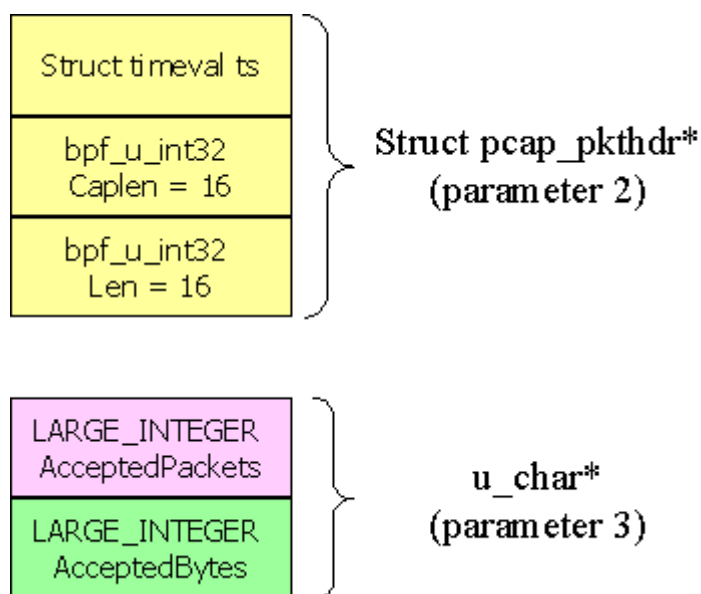 Struct timeval ts
bpf_u_int32
Caplen = 16
bpf_u_int32
Len = 16
Struct pcap_pkthdr*
(parameter 2)
LARGE_INTEGER
AcceptedPackets
LARGE_INTEGER
AcceptedBytes
u_char*
(parameter 3)